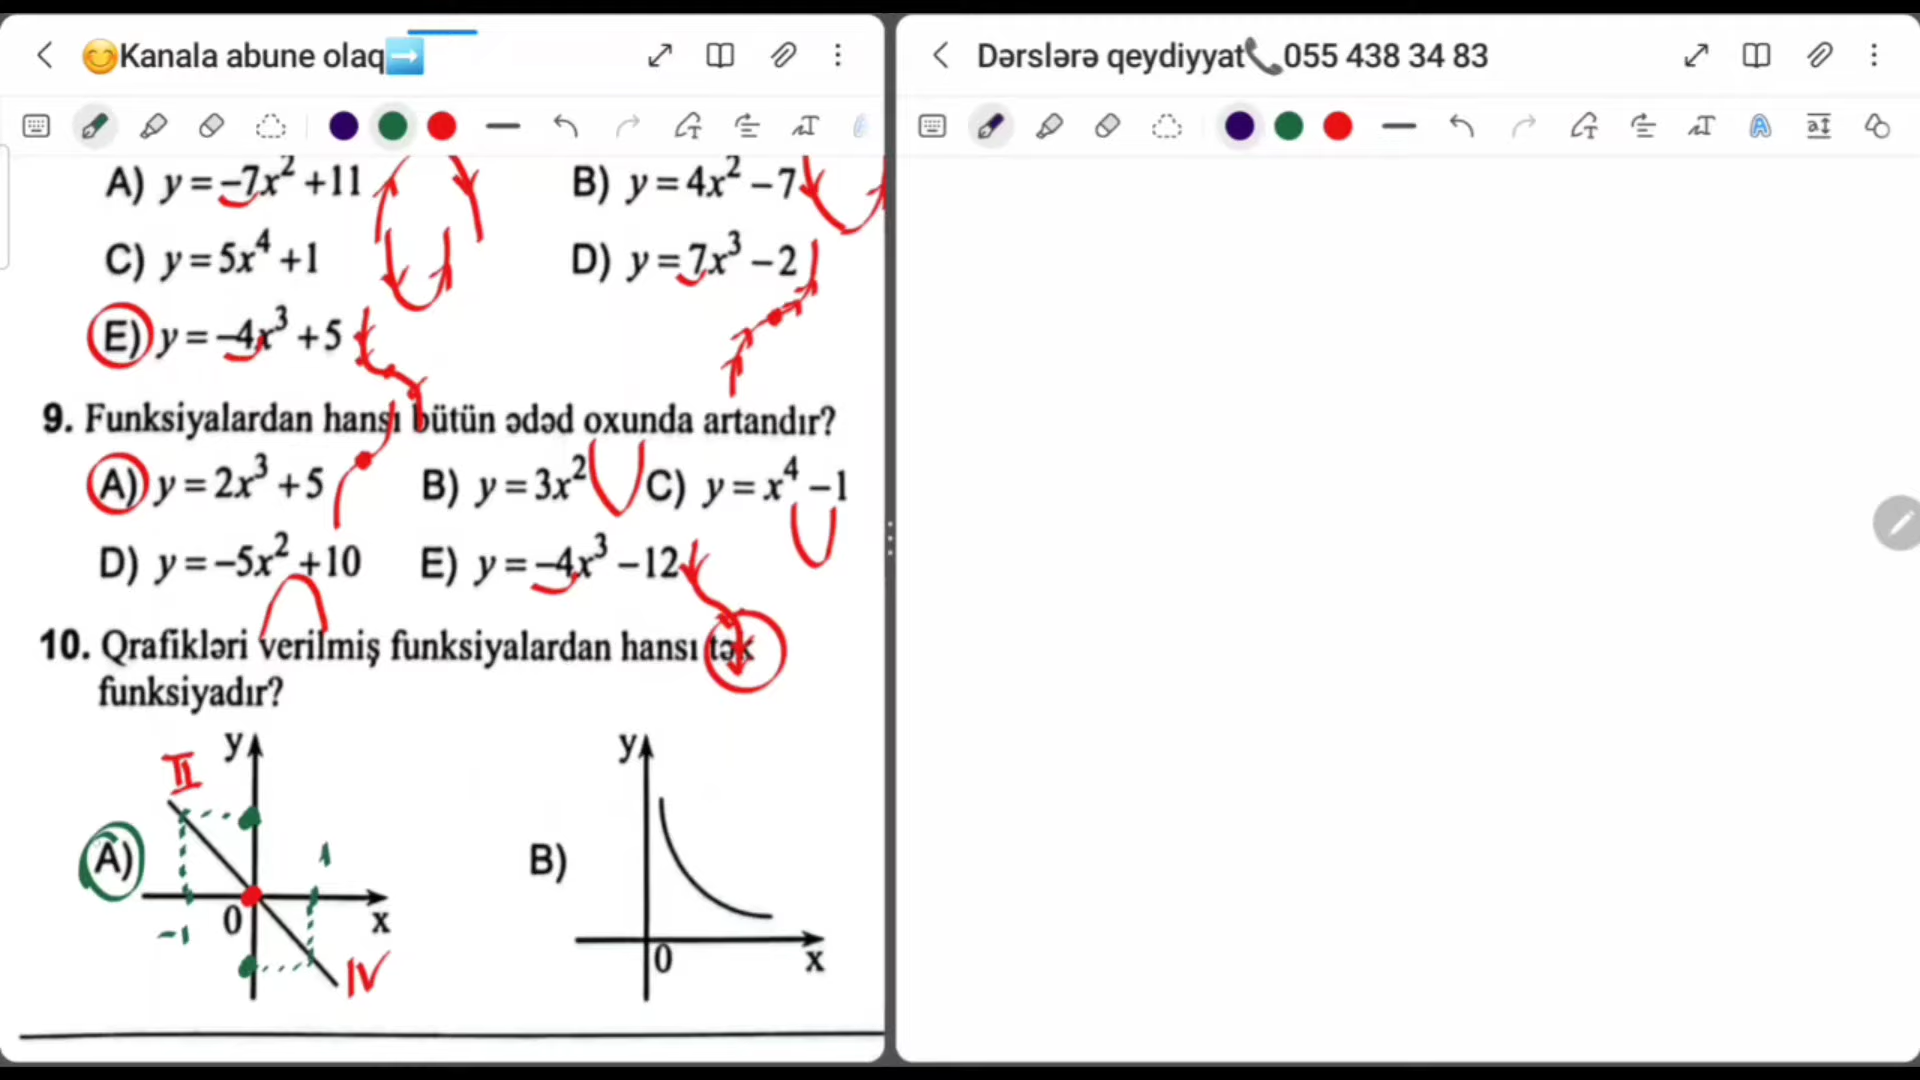 😊Kanala abunə olaq➡️
Dərslərə qeydiyyat📞055 438 34 83
A) y = −7x² + 11
B) y = 4x² − 7
C) y = 5x⁴ + 1
D) y = 7x³ − 2
E) y = −4x³ + 5
9. Funksiyalardan hansı bütün ədəd oxunda artandır?
A) y = 2x³ + 5 B) y = 3x² C) y = x⁴ − 1
D) y = −5x² + 10 E) y = −4x³ − 12
10. Qrafikləri verilmiş funksiyalardan hansı tək
funksiyadır?
A)
II
y
1
0
x
−1
IV
B)
y
0
x